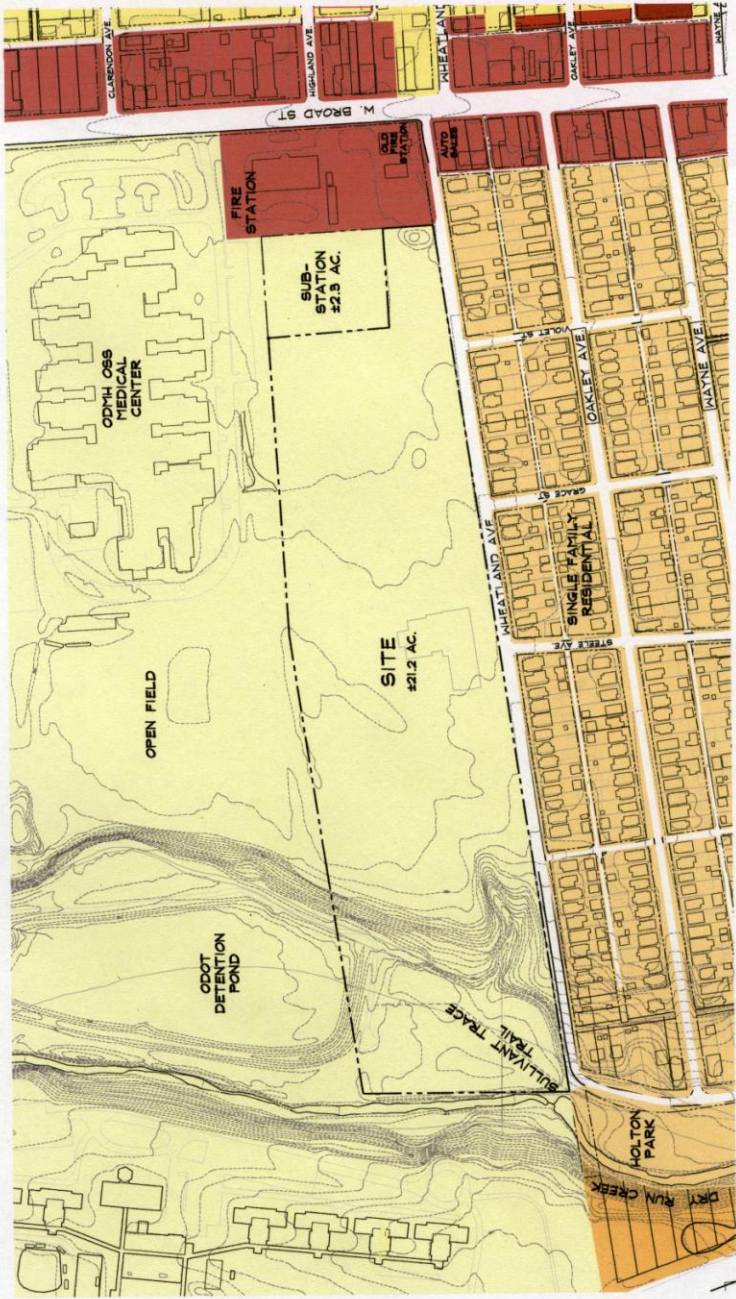 CLARENDON AVE.
HIGHLAND AVE.
WHEATLAND
OAKLEY AVE.
WAYNE A
W. BROAD ST.
FIRE
STATION
OLD
FIRE
STATION
AUTO
SALES
SUB-
STATION
±2.3 AC.
ODMH OSS
MEDICAL
CENTER
VIOLET ST.
OAKLEY AVE.
WAYNE AVE.
GRACE ST.
WHEATLAND AVE.
SINGLE FAMILY
RESIDENTIAL
STEELE AVE.
SITE
±21.2 AC.
OPEN FIELD
ODOT
DETENTION
POND
SULLIVANT TRACE
TRAIL
HOLTON
PARK
DRY RUN CREEK